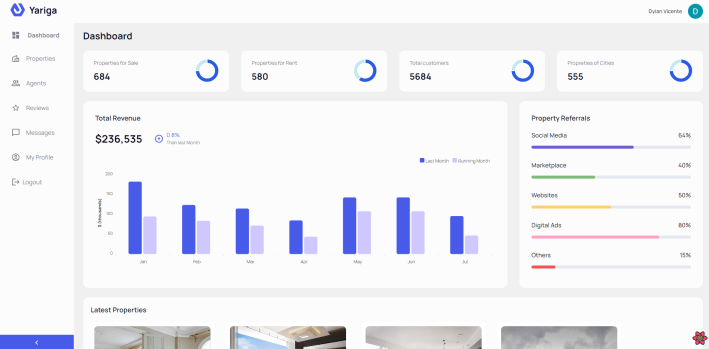 Yariga
Dylan Vicente
D
Dashboard
Properties
Agents
Reviews
Messages
My Profile
Logout
Dashboard
Properties for Sale
684
Properties for Rent
580
Total customers
5684
Propreties of Cities
555
Total Revenue
$236,535
0.8%
Than last Month
Last Month
Running Month
$ (thousands)
200
150
100
50
0
Jan
Feb
Mar
Apr
May
Jun
Jul
Property Referrals
Social Media 64%
Marketplace 40%
Websites 50%
Digital Ads 80%
Others 15%
Latest Properties